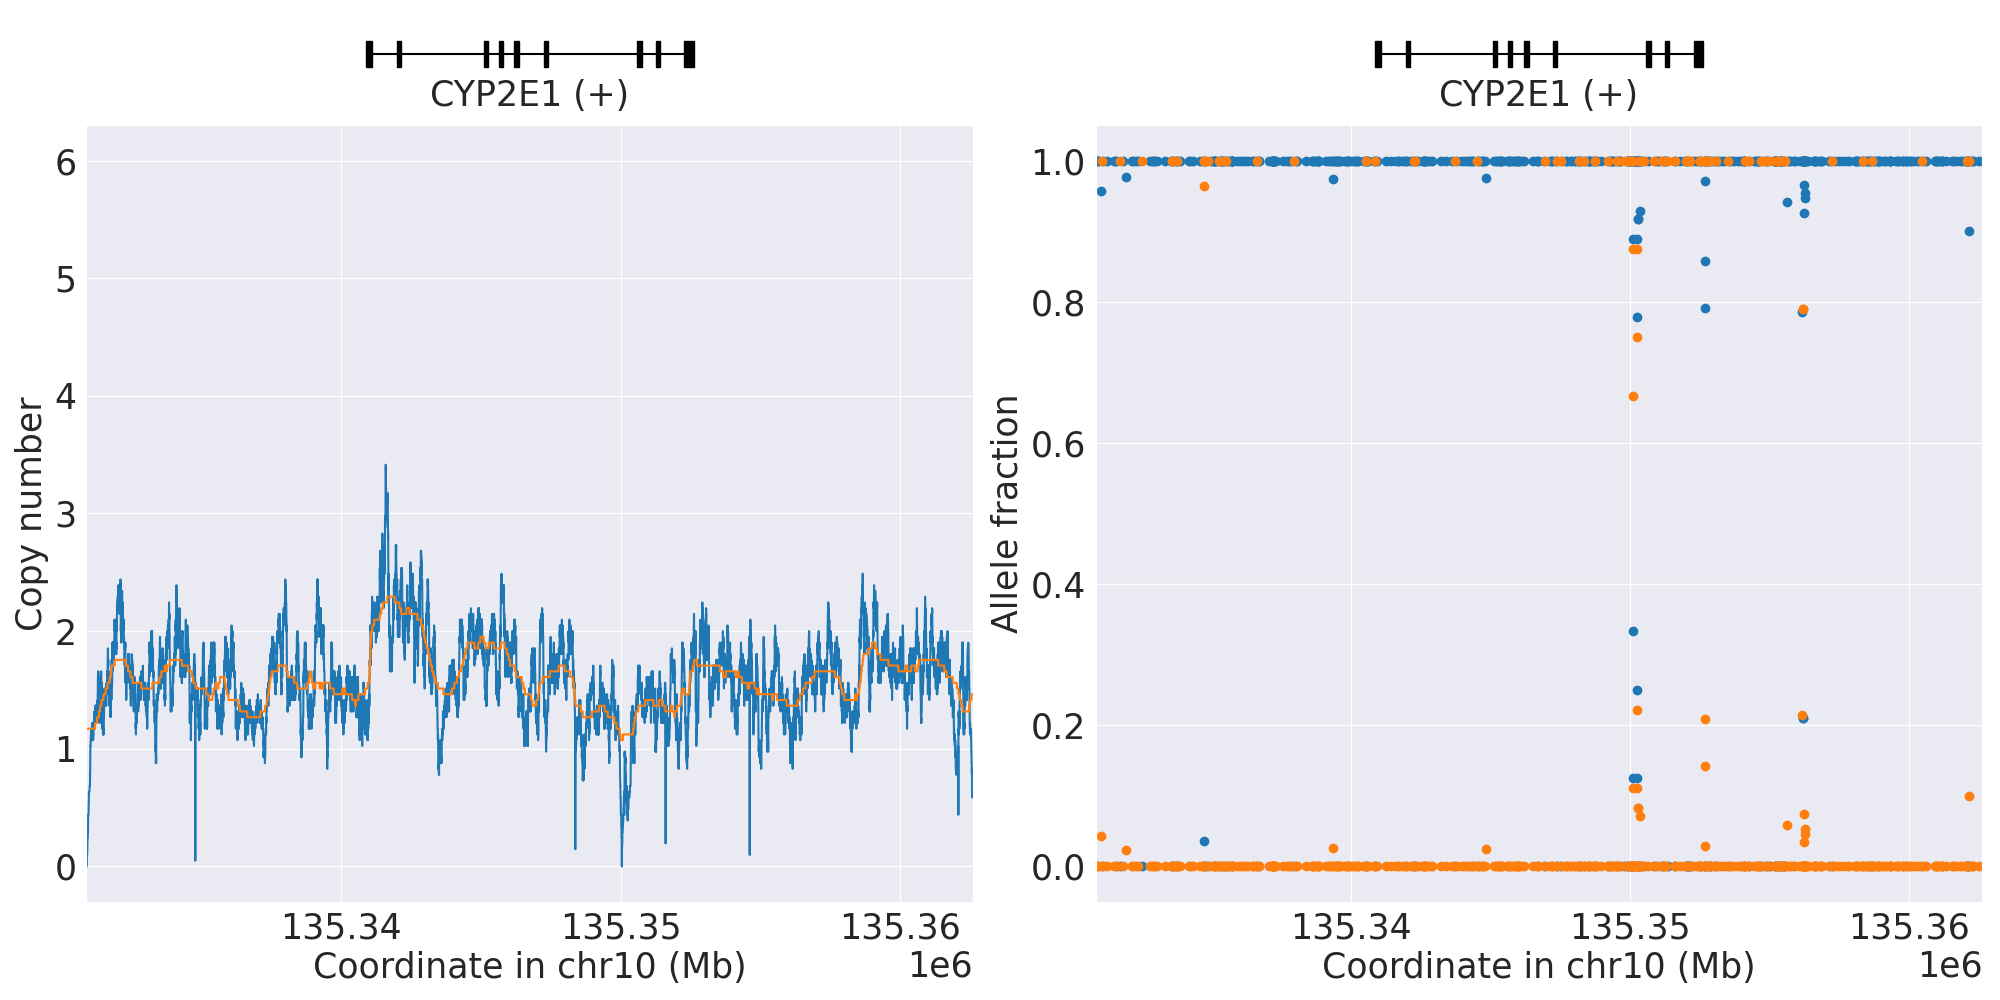 CYP2E1 (+)
6
5
4
3
2
1
0
Copy number
135.34 135.35 135.36
Coordinate in chr10 (Mb)
1e6
CYP2E1 (+)
1.0
0.8
0.6
0.4
0.2
0.0
Allele fraction
135.34 135.35 135.36
Coordinate in chr10 (Mb)
1e6